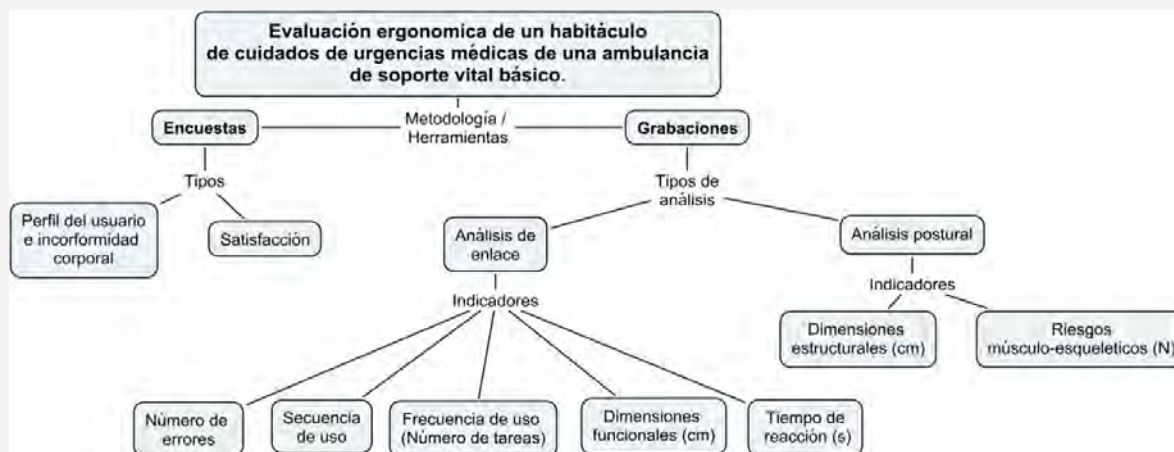 Evaluación ergonomica de un habitáculo
de cuidados de urgencias médicas de una ambulancia
de soporte vital básico.
Encuestas
Metodología /
Herramientas
Grabaciones
Tipos
Tipos de
análisis
Perfil del usuario
e incorformidad
corporal
Satisfacción
Análisis de
enlace
Análisis postural
Indicadores
Indicadores
Dimensiones
estructurales (cm)
Riesgos
músculo-esqueleticos (N)
Número de
errores
Secuencia
de uso
Frecuencia de uso
(Número de tareas)
Dimensiones
funcionales (cm)
Tiempo de
reacción (s)